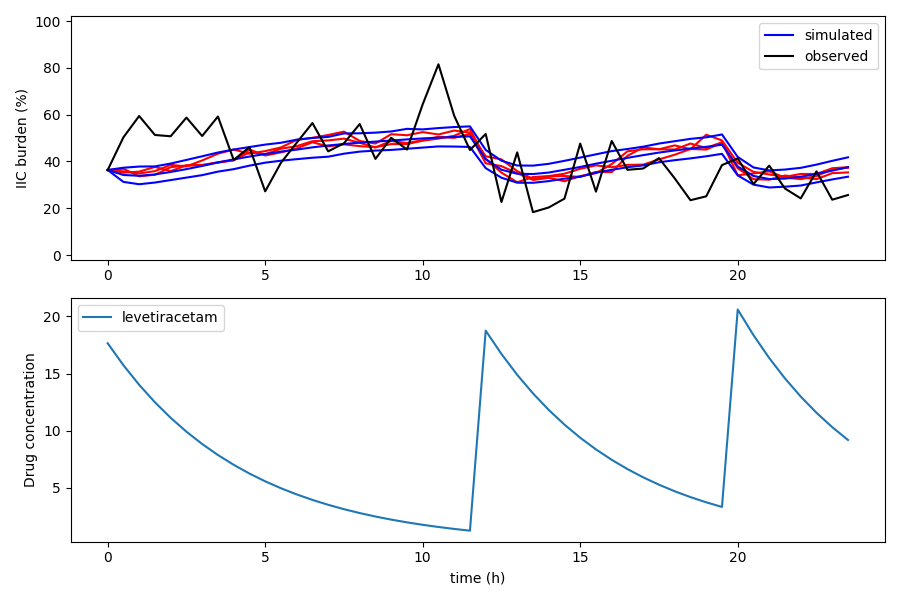 100
80
60
40
20
0
IIC burden (%)
simulated
observed
0 5 10 15 20
20
15
10
5
Drug concentration
levetiracetam
0 5 10 15 20
time (h)